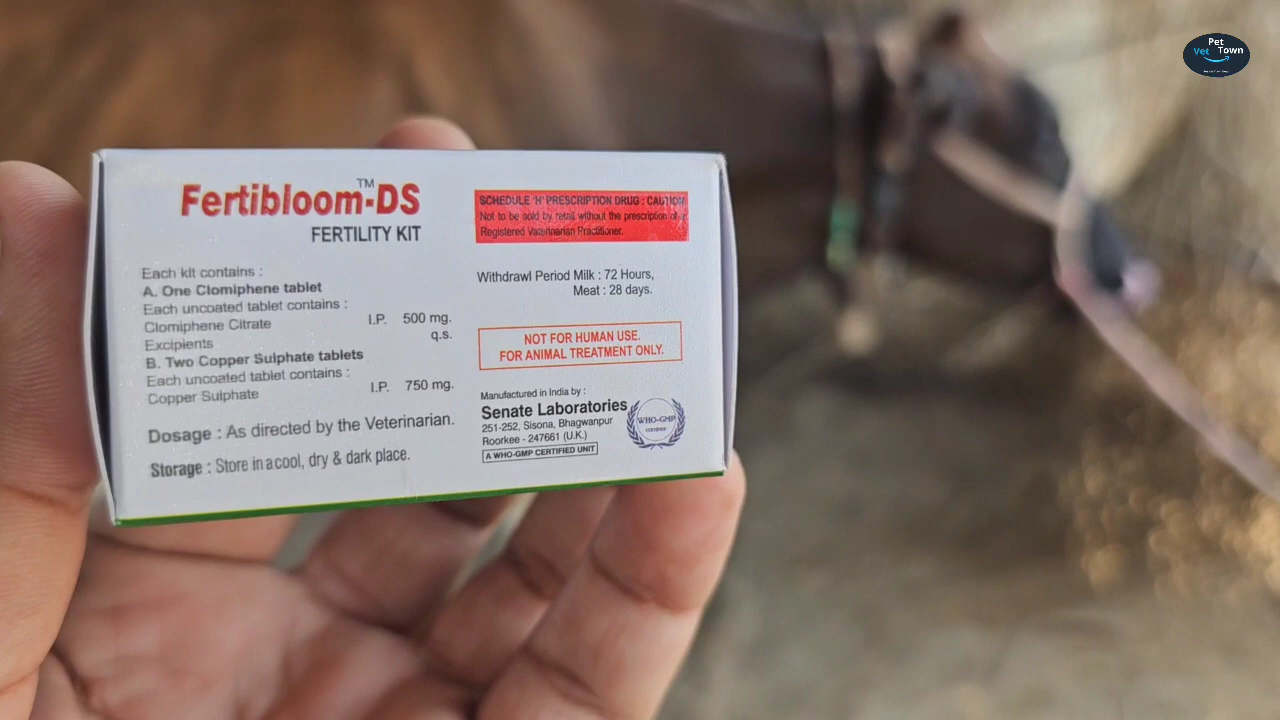 Pet
Vet Town
Fertibloom-DS
TM
FERTILITY KIT
Each kit contains :
A. One Clomiphene tablet
Each uncoated tablet contains :
Clomiphene Citrate I.P. 500 mg.
Excipients q.s.
B. Two Copper Sulphate tablets
Each uncoated tablet contains :
Copper Sulphate I.P. 750 mg.
Dosage : As directed by the Veterinarian.
Storage : Store in a cool, dry & dark place.
SCHEDULE 'H' PRESCRIPTION DRUG : CAUTION
Not to be sold by retail without the prescription of
Registered Vaterinarian Practitioner.
Withdrawl Period Milk : 72 Hours,
Meat : 28 days.
NOT FOR HUMAN USE.
FOR ANIMAL TREATMENT ONLY.
Manufactured in India by :
Senate Laboratories
251-252, Sisona, Bhagwanpur
Roorkee - 247661 (U.K.)
A WHO-GMP CERTIFIED UNIT
WHO-GMP
CERTIFIED